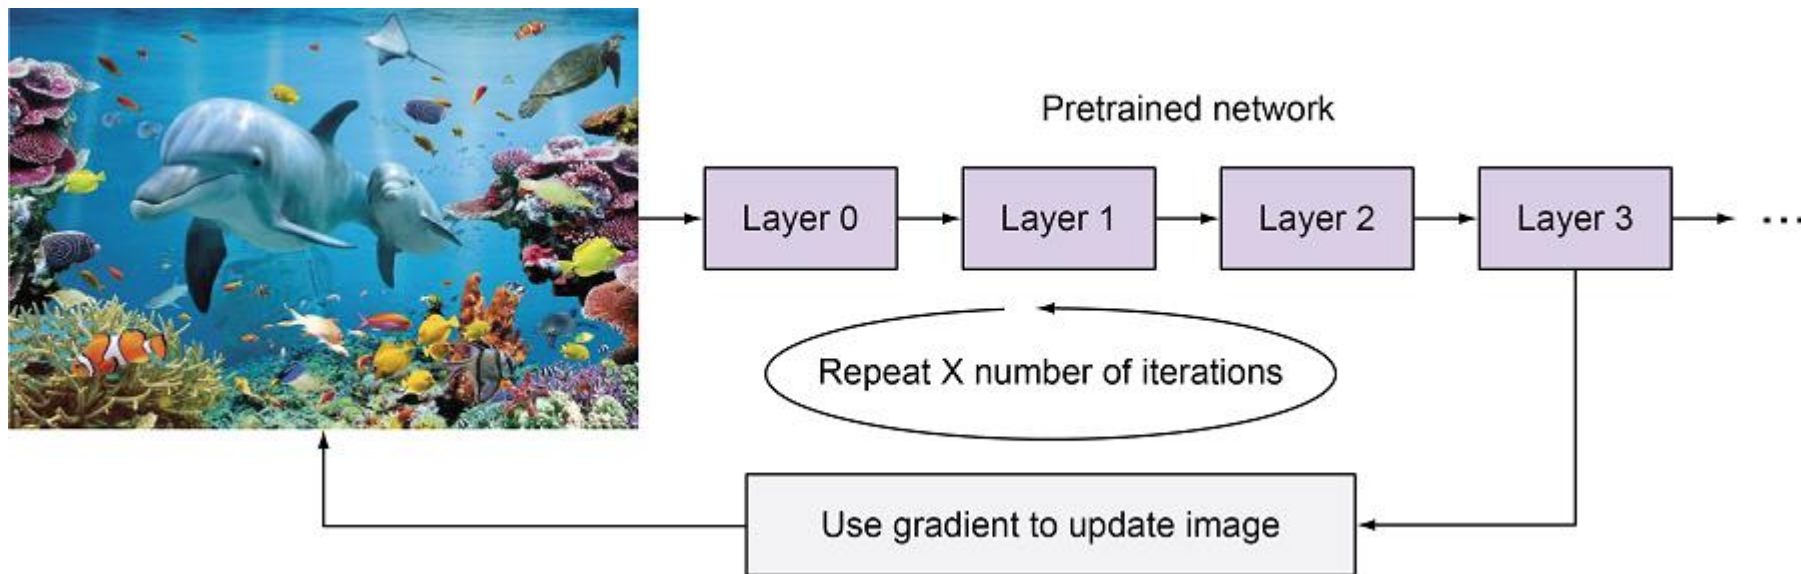 Pretrained network
Layer 0
Layer 1
Layer 2
Layer 3
...
Repeat X number of iterations
Use gradient to update image